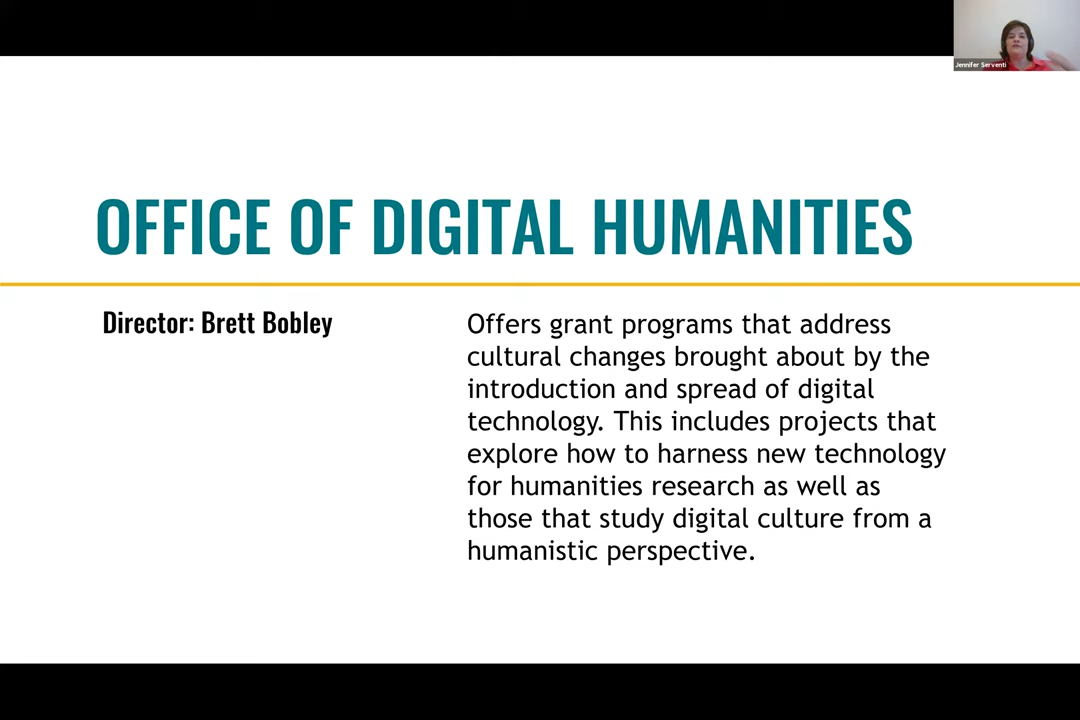 Jennifer Serventi
OFFICE OF DIGITAL HUMANITIES
Director: Brett Bobley
Offers grant programs that address
cultural changes brought about by the
introduction and spread of digital
technology. This includes projects that
explore how to harness new technology
for humanities research as well as
those that study digital culture from a
humanistic perspective.